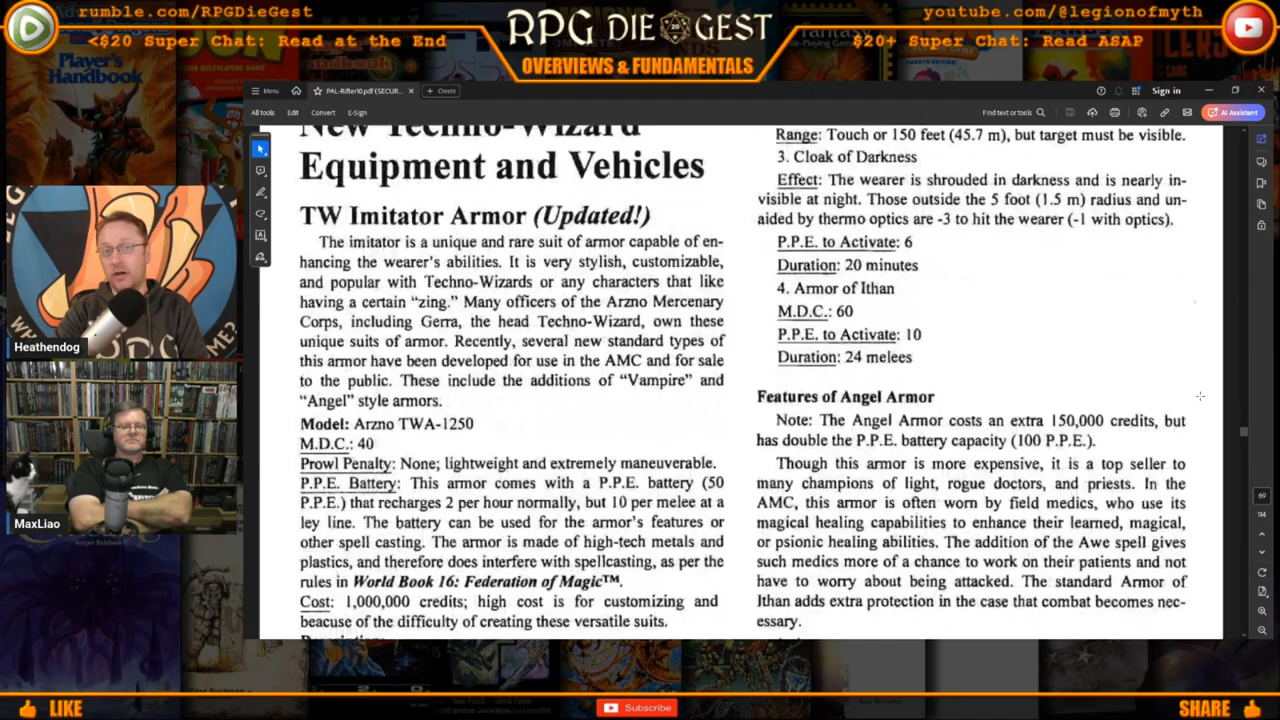 rumble.com/RPGDieGest
<$20 Super Chat: Read at the End
RPG DIE GEST
OVERVIEWS & FUNDAMENTALS
youtube.com/@legionofmyth
$20+ Super Chat: Read ASAP
Player's
Handbook
Menu
PAL-Rifter10.pdf (SECUR...
Create
Sign in
All tools
Edit
Convert
E-Sign
Find text or tools
AI Assistant
New Techno-Wizard
Equipment and Vehicles
TW Imitator Armor (Updated!)
The imitator is a unique and rare suit of armor capable of en-
hancing the wearer's abilities. It is very stylish, customizable,
and popular with Techno-Wizards or any characters that like
having a certain "zing." Many officers of the Arzno Mercenary
Corps, including Gerra, the head Techno-Wizard, own these
unique suits of armor. Recently, several new standard types of
this armor have been developed for use in the AMC and for sale
to the public. These include the additions of "Vampire" and
"Angel" style armors.
Model: Arzno TWA-1250
M.D.C.: 40
Prowl Penalty: None; lightweight and extremely maneuverable.
P.P.E. Battery: This armor comes with a P.P.E. battery (50
P.P.E.) that recharges 2 per hour normally, but 10 per melee at a
ley line. The battery can be used for the armor's features or
other spell casting. The armor is made of high-tech metals and
plastics, and therefore does interfere with spellcasting, as per the
rules in World Book 16: Federation of Magic™.
Cost: 1,000,000 credits; high cost is for customizing and
beacuse of the difficulty of creating these versatile suits.
Range: Touch or 150 feet (45.7 m), but target must be visible.
3. Cloak of Darkness
Effect: The wearer is shrouded in darkness and is nearly in-
visible at night. Those outside the 5 foot (1.5 m) radius and un-
aided by thermo optics are -3 to hit the wearer (-1 with optics).
P.P.E. to Activate: 6
Duration: 20 minutes
4. Armor of Ithan
M.D.C.: 60
P.P.E. to Activate: 10
Duration: 24 melees
Features of Angel Armor
Note: The Angel Armor costs an extra 150,000 credits, but
has double the P.P.E. battery capacity (100 P.P.E.).
Though this armor is more expensive, it is a top seller to
many champions of light, rogue doctors, and priests. In the
AMC, this armor is often worn by field medics, who use its
magical healing capabilities to enhance their learned, magical,
or psionic healing abilities. The addition of the Awe spell gives
such medics more of a chance to work on their patients and not
have to worry about being attacked. The standard Armor of
Ithan adds extra protection in the case that combat becomes nec-
essary.
69
114
Heathendog
MaxLiao
LIKE
Subscribe
SHARE